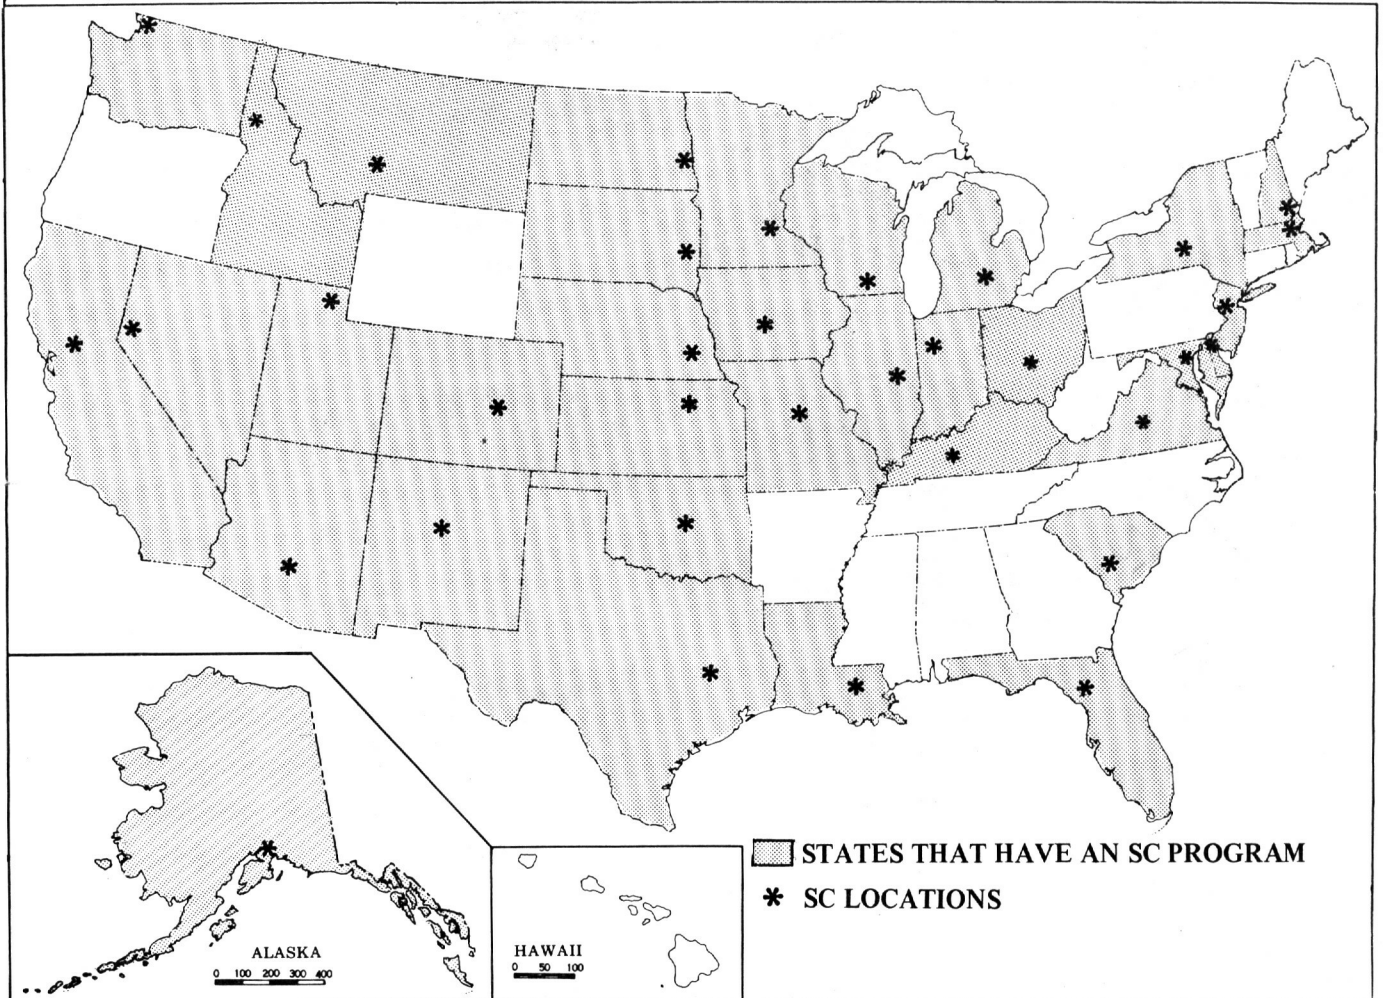 STATES THAT HAVE AN SC PROGRAM
* SC LOCATIONS
ALASKA
0 100 200 300 400
HAWAII
0 50 100